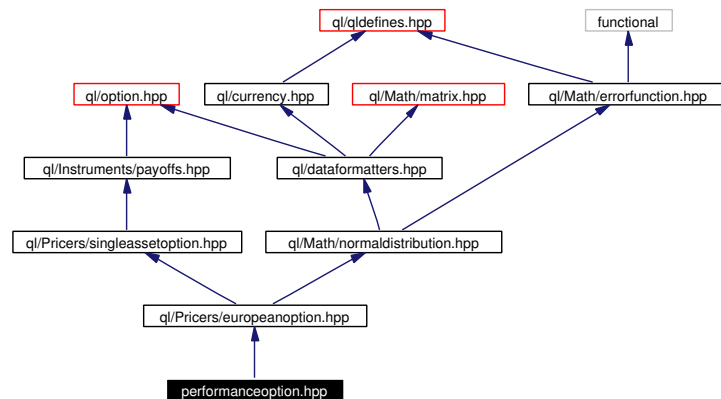 ql/qldefines.hpp
functional
ql/option.hpp
ql/currency.hpp
ql/Math/matrix.hpp
ql/Math/errorfunction.hpp
ql/Instruments/payoffs.hpp
ql/dataformatters.hpp
ql/Pricers/singleassetoption.hpp
ql/Math/normaldistribution.hpp
ql/Pricers/europeanoption.hpp
performanceoption.hpp